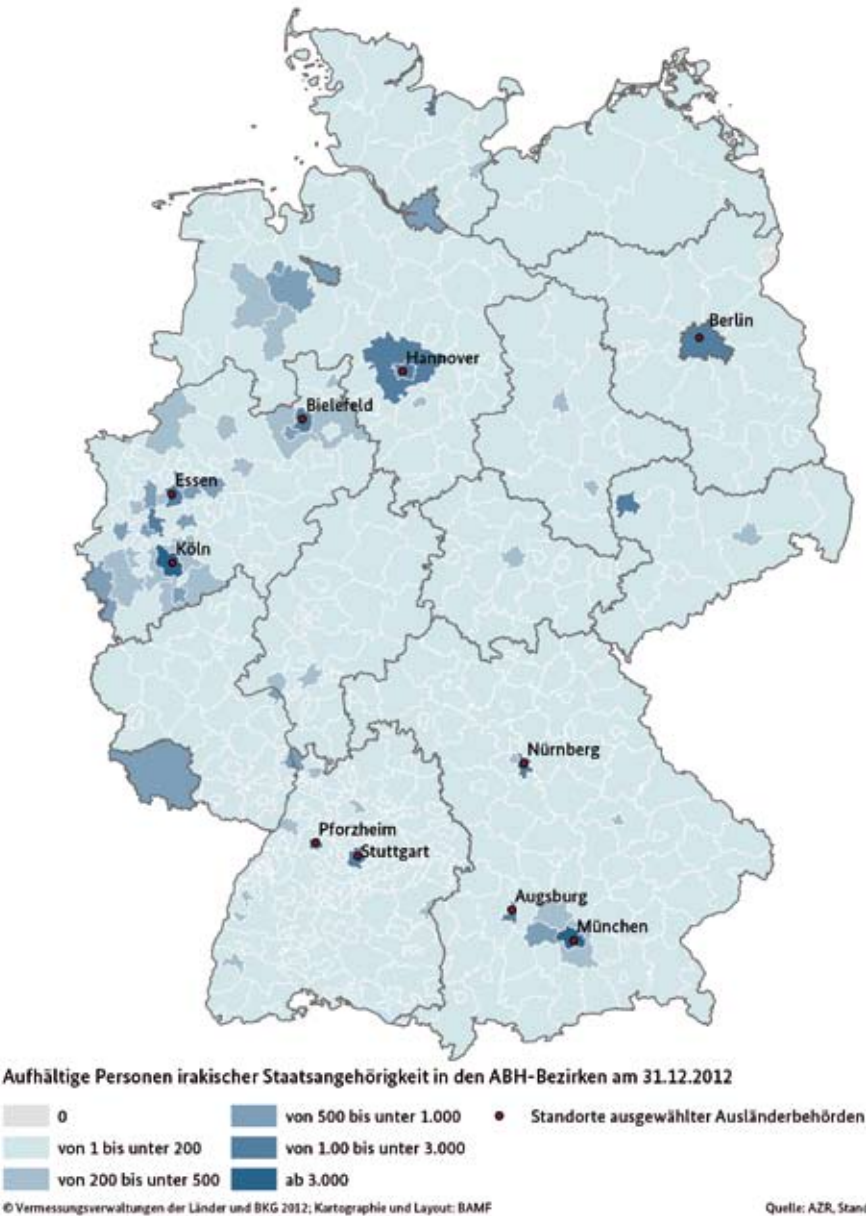 Berlin
Hannover
Bielefeld
Essen
Köln
Nürnberg
Pforzheim
Stuttgart
Augsburg
München
Aufhältige Personen irakischer Staatsangehörigkeit in den ABH-Bezirken am 31.12.2012
0
von 500 bis unter 1.000
Standorte ausgewählter Ausländerbehörden
von 1 bis unter 200
von 1.00 bis unter 3.000
von 200 bis unter 500
ab 3.000
© Vermessungsverwaltungen der Länder und BKG 2012; Kartographie und Layout: BAMF
Quelle: AZR, Stan